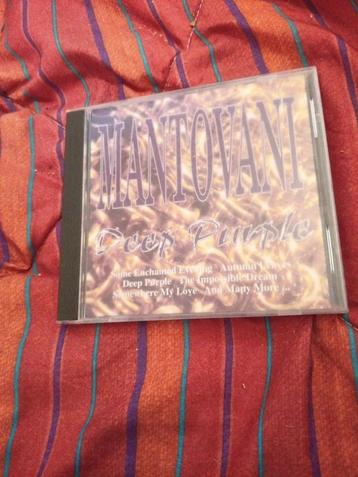 MANTOVANI
Deep Purple
Some Enchanted Evening · Autumn Leaves
Deep Purple · The Impossible Dream
Somewhere My Love · And Many More ...